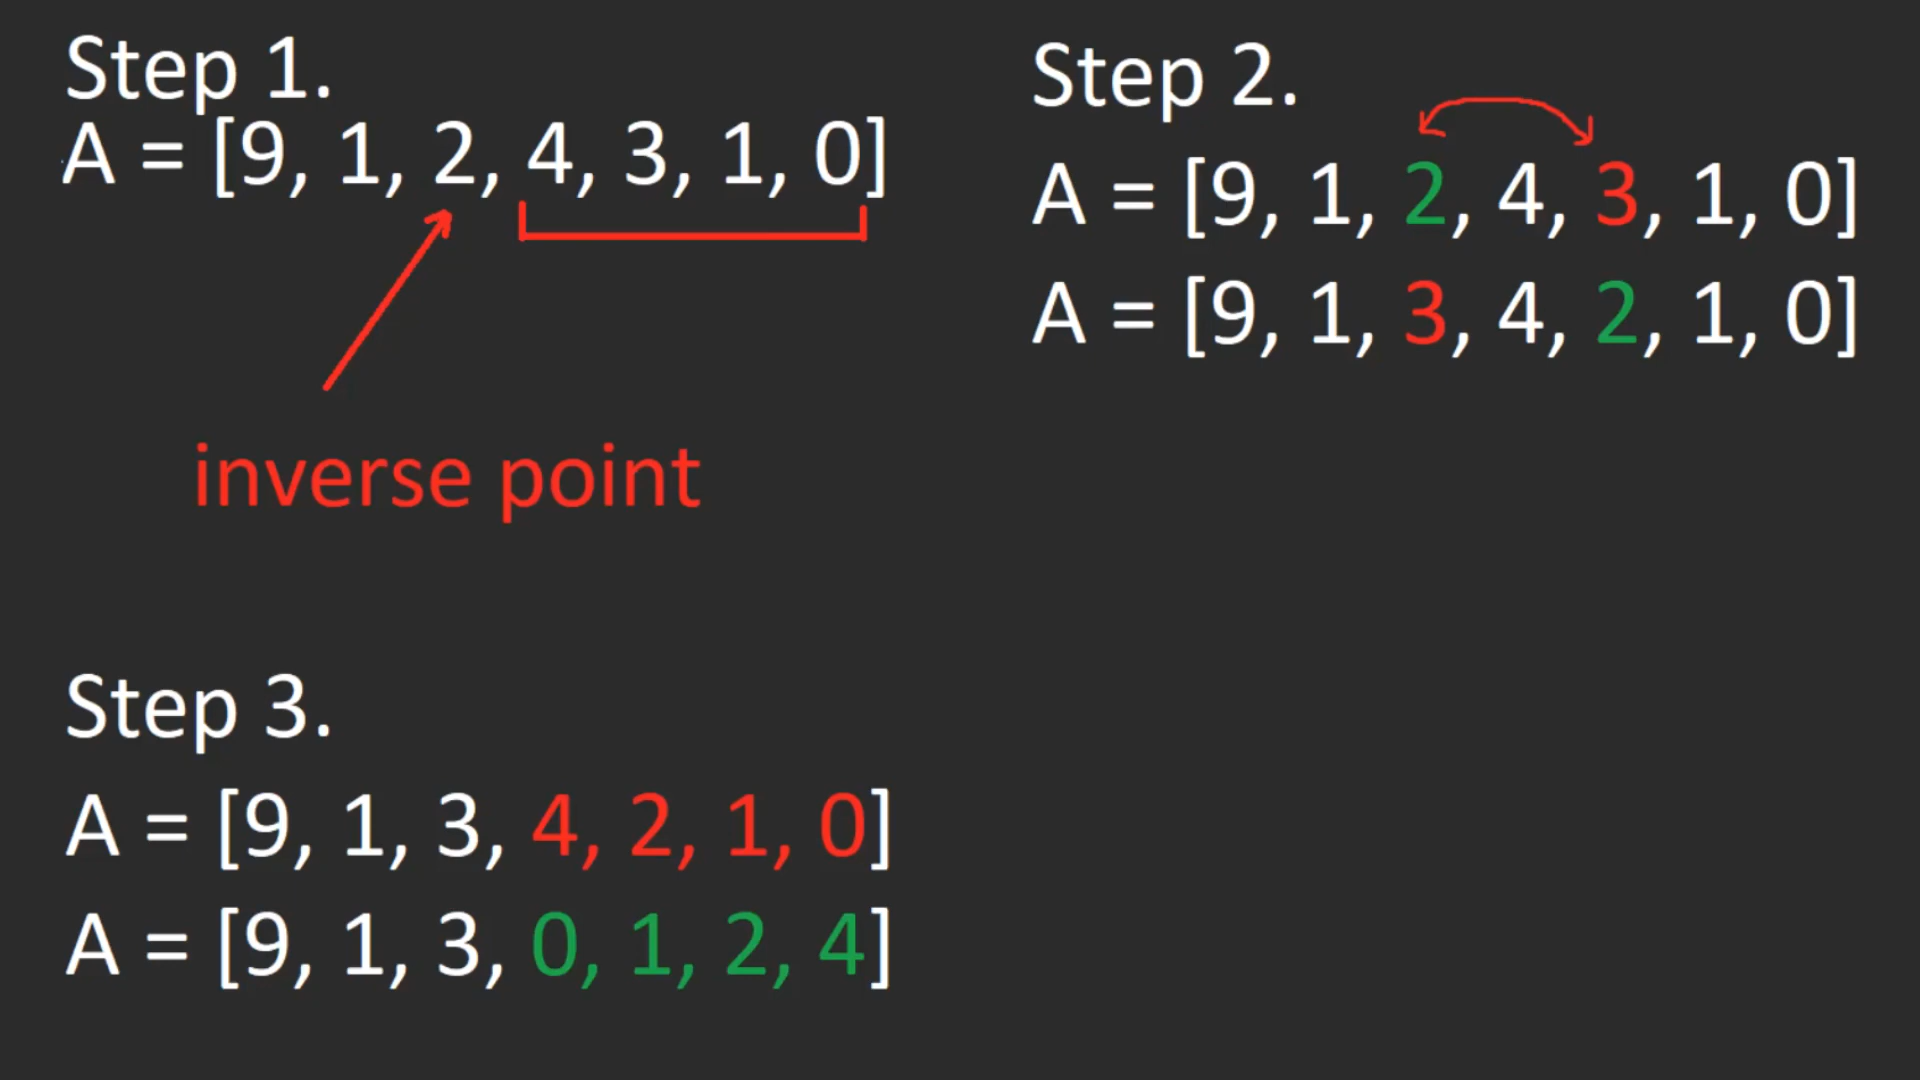 Step 1.
A = [9, 1, 2, 4, 3, 1, 0]
inverse point
Step 2.
A = [9, 1, 2, 4, 3, 1, 0]
A = [9, 1, 3, 4, 2, 1, 0]
Step 3.
A = [9, 1, 3, 4, 2, 1, 0]
A = [9, 1, 3, 0, 1, 2, 4]